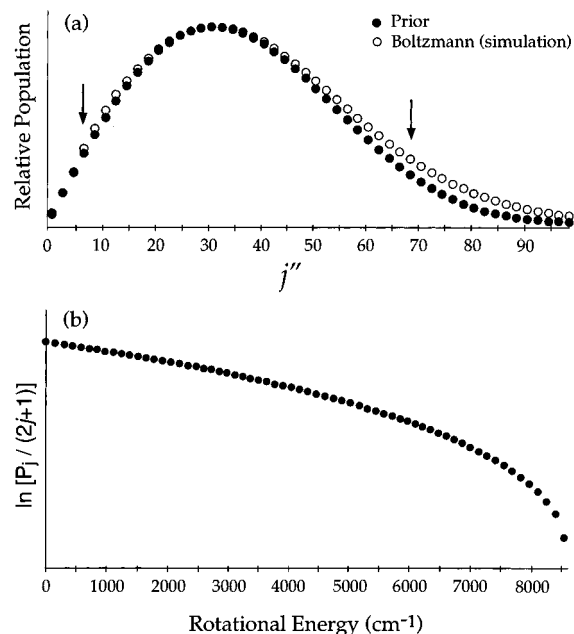 (a)
● Prior
○ Boltzmann (simulation)
Relative Population
0 10 20 30 40 50 60 70 80 90
j″
(b)
ln [Pj / (2j+1)]
0 1000 2000 3000 4000 5000 6000 7000 8000
Rotational Energy (cm⁻¹)